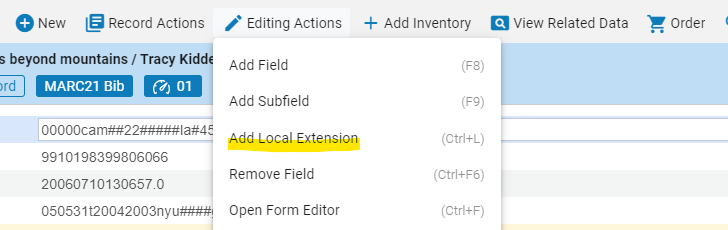 New Record Actions Editing Actions Add Inventory View Related Data Order
s beyond mountains / Tracy Kidde
ord MARC21 Bib 01
Add Field (F8)
Add Subfield (F9)
00000cam##22#####Ia#45
Add Local Extension (Ctrl+L)
9910198399806066
Remove Field (Ctrl+F6)
20060710130657.0
Open Form Editor (Ctrl+F)
050531t20042003nyu####